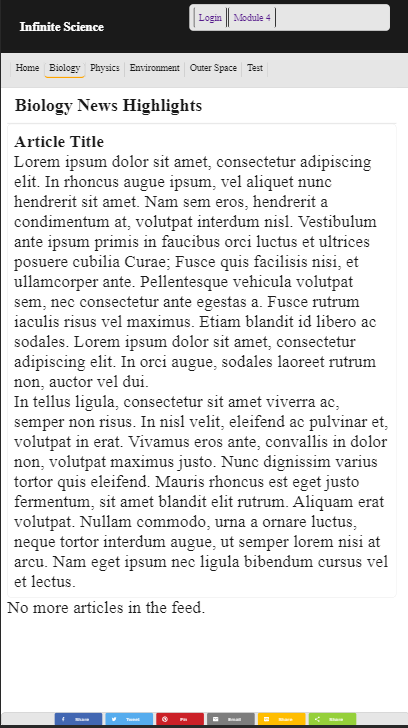 Infinite Science
Login Module 4
Home Biology Physics Environment Outer Space Test
Biology News Highlights
Article Title
Lorem ipsum dolor sit amet, consectetur adipiscing
elit. In rhoncus augue ipsum, vel aliquet nunc
hendrerit sit amet. Nam sem eros, hendrerit a
condimentum at, volutpat interdum nisl. Vestibulum
ante ipsum primis in faucibus orci luctus et ultrices
posuere cubilia Curae; Fusce quis facilisis nisi, et
ullamcorper ante. Pellentesque vehicula volutpat
sem, nec consectetur ante egestas a. Fusce rutrum
iaculis risus vel maximus. Etiam blandit id libero ac
sodales. Lorem ipsum dolor sit amet, consectetur
adipiscing elit. In orci augue, sodales laoreet rutrum
non, auctor vel dui.
In tellus ligula, consectetur sit amet viverra ac,
semper non risus. In nisl velit, eleifend ac pulvinar et,
volutpat in erat. Vivamus eros ante, convallis in dolor
non, volutpat maximus justo. Nunc dignissim varius
tortor quis eleifend. Mauris rhoncus est eget justo
fermentum, sit amet blandit elit rutrum. Aliquam erat
volutpat. Nullam commodo, urna a ornare luctus,
neque tortor interdum augue, ut semper lorem nisi at
arcu. Nam eget ipsum nec ligula bibendum cursus vel
et lectus.
No more articles in the feed.
Share Tweet Pin Email Share Share